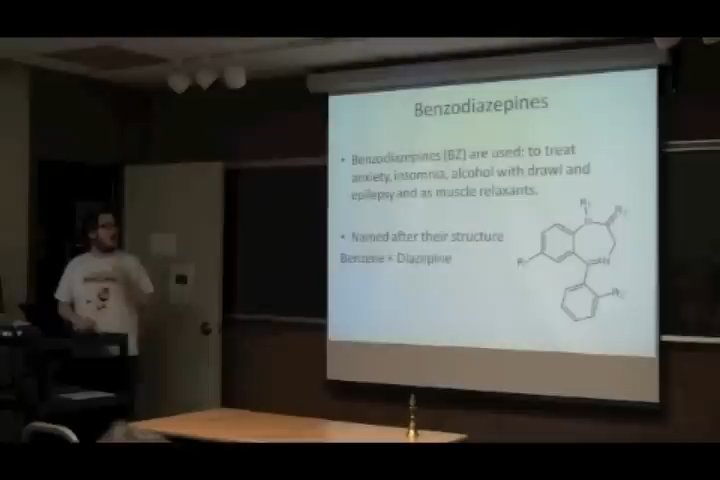 Benzodiazepines
• Benzodiazepines (BZ) are used: to treat
anxiety, insomnia, alcohol with drawl and
epilepsy and as muscle relaxants.
• Named after their structure
Benzene + Diazepine